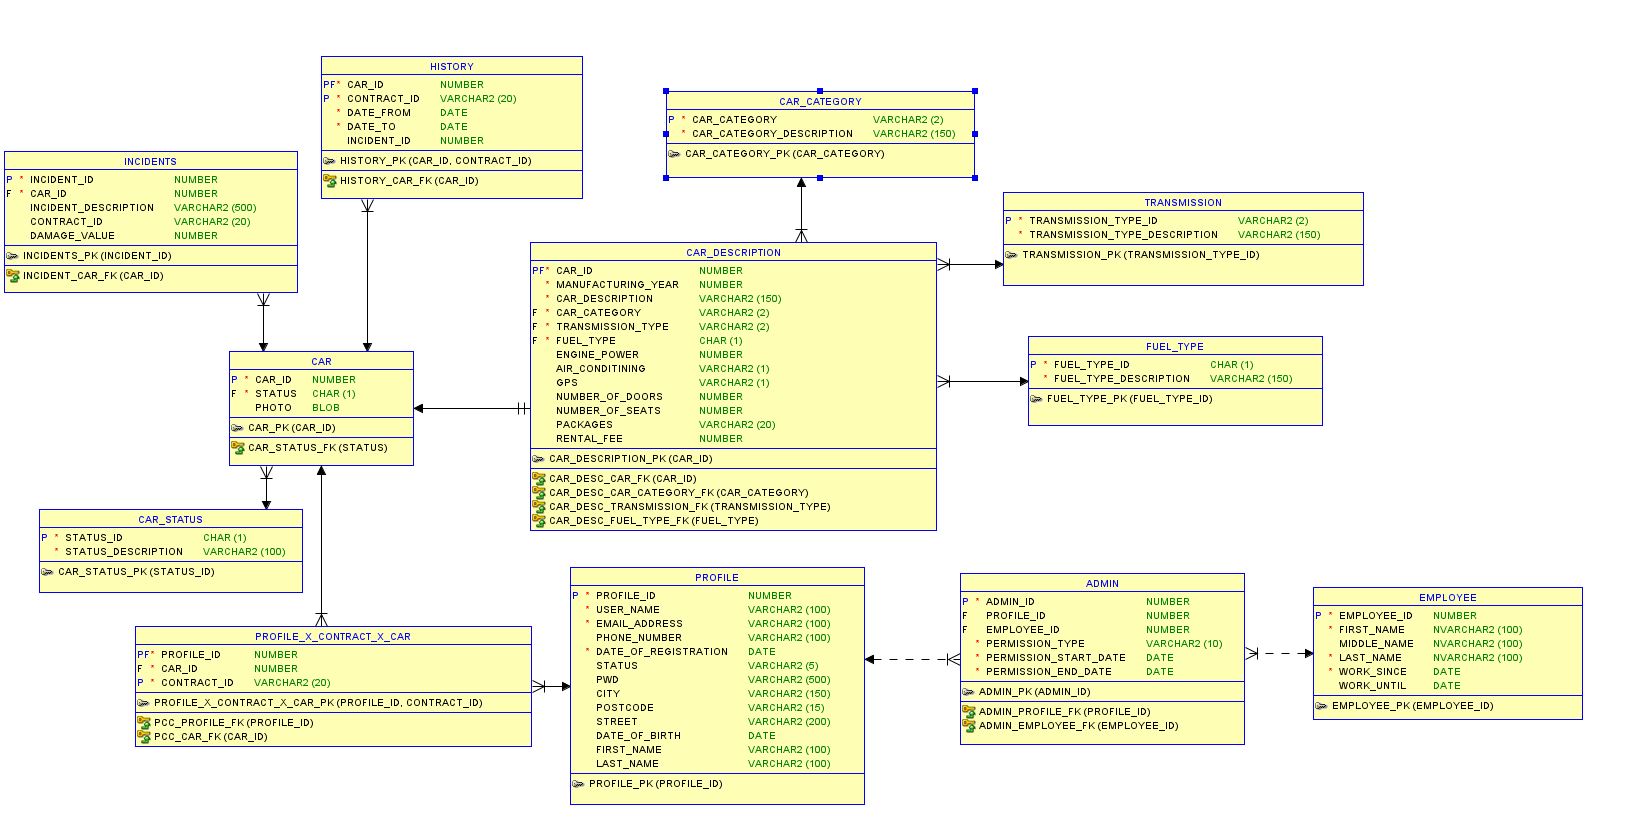 HISTORY
PF* CAR_ID NUMBER
P * CONTRACT_ID VARCHAR2 (20)
* DATE_FROM DATE
* DATE_TO DATE
INCIDENT_ID NUMBER
HISTORY_PK (CAR_ID, CONTRACT_ID)
HISTORY_CAR_FK (CAR_ID)
CAR_CATEGORY
P * CAR_CATEGORY VARCHAR2 (2)
* CAR_CATEGORY_DESCRIPTION VARCHAR2 (150)
CAR_CATEGORY_PK (CAR_CATEGORY)
INCIDENTS
P * INCIDENT_ID NUMBER
F * CAR_ID NUMBER
INCIDENT_DESCRIPTION VARCHAR2 (500)
CONTRACT_ID VARCHAR2 (20)
DAMAGE_VALUE NUMBER
INCIDENTS_PK (INCIDENT_ID)
INCIDENT_CAR_FK (CAR_ID)
TRANSMISSION
P * TRANSMISSION_TYPE_ID VARCHAR2 (2)
* TRANSMISSION_TYPE_DESCRIPTION VARCHAR2 (150)
TRANSMISSION_PK (TRANSMISSION_TYPE_ID)
CAR_DESCRIPTION
PF* CAR_ID NUMBER
* MANUFACTURING_YEAR NUMBER
* CAR_DESCRIPTION VARCHAR2 (150)
F * CAR_CATEGORY VARCHAR2 (2)
F * TRANSMISSION_TYPE VARCHAR2 (2)
F * FUEL_TYPE CHAR (1)
ENGINE_POWER NUMBER
AIR_CONDITINING VARCHAR2 (1)
GPS VARCHAR2 (1)
NUMBER_OF_DOORS NUMBER
NUMBER_OF_SEATS NUMBER
PACKAGES VARCHAR2 (20)
RENTAL_FEE NUMBER
CAR_DESCRIPTION_PK (CAR_ID)
CAR_DESC_CAR_FK (CAR_ID)
CAR_DESC_CAR_CATEGORY_FK (CAR_CATEGORY)
CAR_DESC_TRANSMISSION_FK (TRANSMISSION_TYPE)
CAR_DESC_FUEL_TYPE_FK (FUEL_TYPE)
FUEL_TYPE
P * FUEL_TYPE_ID CHAR (1)
* FUEL_TYPE_DESCRIPTION VARCHAR2 (150)
FUEL_TYPE_PK (FUEL_TYPE_ID)
CAR
P * CAR_ID NUMBER
F * STATUS CHAR (1)
PHOTO BLOB
CAR_PK (CAR_ID)
CAR_STATUS_FK (STATUS)
CAR_STATUS
P * STATUS_ID CHAR (1)
* STATUS_DESCRIPTION VARCHAR2 (100)
CAR_STATUS_PK (STATUS_ID)
PROFILE_X_CONTRACT_X_CAR
PF* PROFILE_ID NUMBER
F * CAR_ID NUMBER
P * CONTRACT_ID VARCHAR2 (20)
PROFILE_X_CONTRACT_X_CAR_PK (PROFILE_ID, CONTRACT_ID)
PCC_PROFILE_FK (PROFILE_ID)
PCC_CAR_FK (CAR_ID)
PROFILE
P * PROFILE_ID NUMBER
* USER_NAME VARCHAR2 (100)
* EMAIL_ADDRESS VARCHAR2 (100)
PHONE_NUMBER VARCHAR2 (100)
* DATE_OF_REGISTRATION DATE
STATUS VARCHAR2 (5)
PWD VARCHAR2 (500)
CITY VARCHAR2 (150)
POSTCODE VARCHAR2 (15)
STREET VARCHAR2 (200)
DATE_OF_BIRTH DATE
FIRST_NAME VARCHAR2 (100)
LAST_NAME VARCHAR2 (100)
PROFILE_PK (PROFILE_ID)
ADMIN
P * ADMIN_ID NUMBER
F PROFILE_ID NUMBER
F EMPLOYEE_ID NUMBER
* PERMISSION_TYPE VARCHAR2 (10)
* PERMISSION_START_DATE DATE
* PERMISSION_END_DATE DATE
ADMIN_PK (ADMIN_ID)
ADMIN_PROFILE_FK (PROFILE_ID)
ADMIN_EMPLOYEE_FK (EMPLOYEE_ID)
EMPLOYEE
P * EMPLOYEE_ID NUMBER
* FIRST_NAME NVARCHAR2 (100)
MIDDLE_NAME NVARCHAR2 (100)
* LAST_NAME NVARCHAR2 (100)
* WORK_SINCE DATE
WORK_UNTIL DATE
EMPLOYEE_PK (EMPLOYEE_ID)